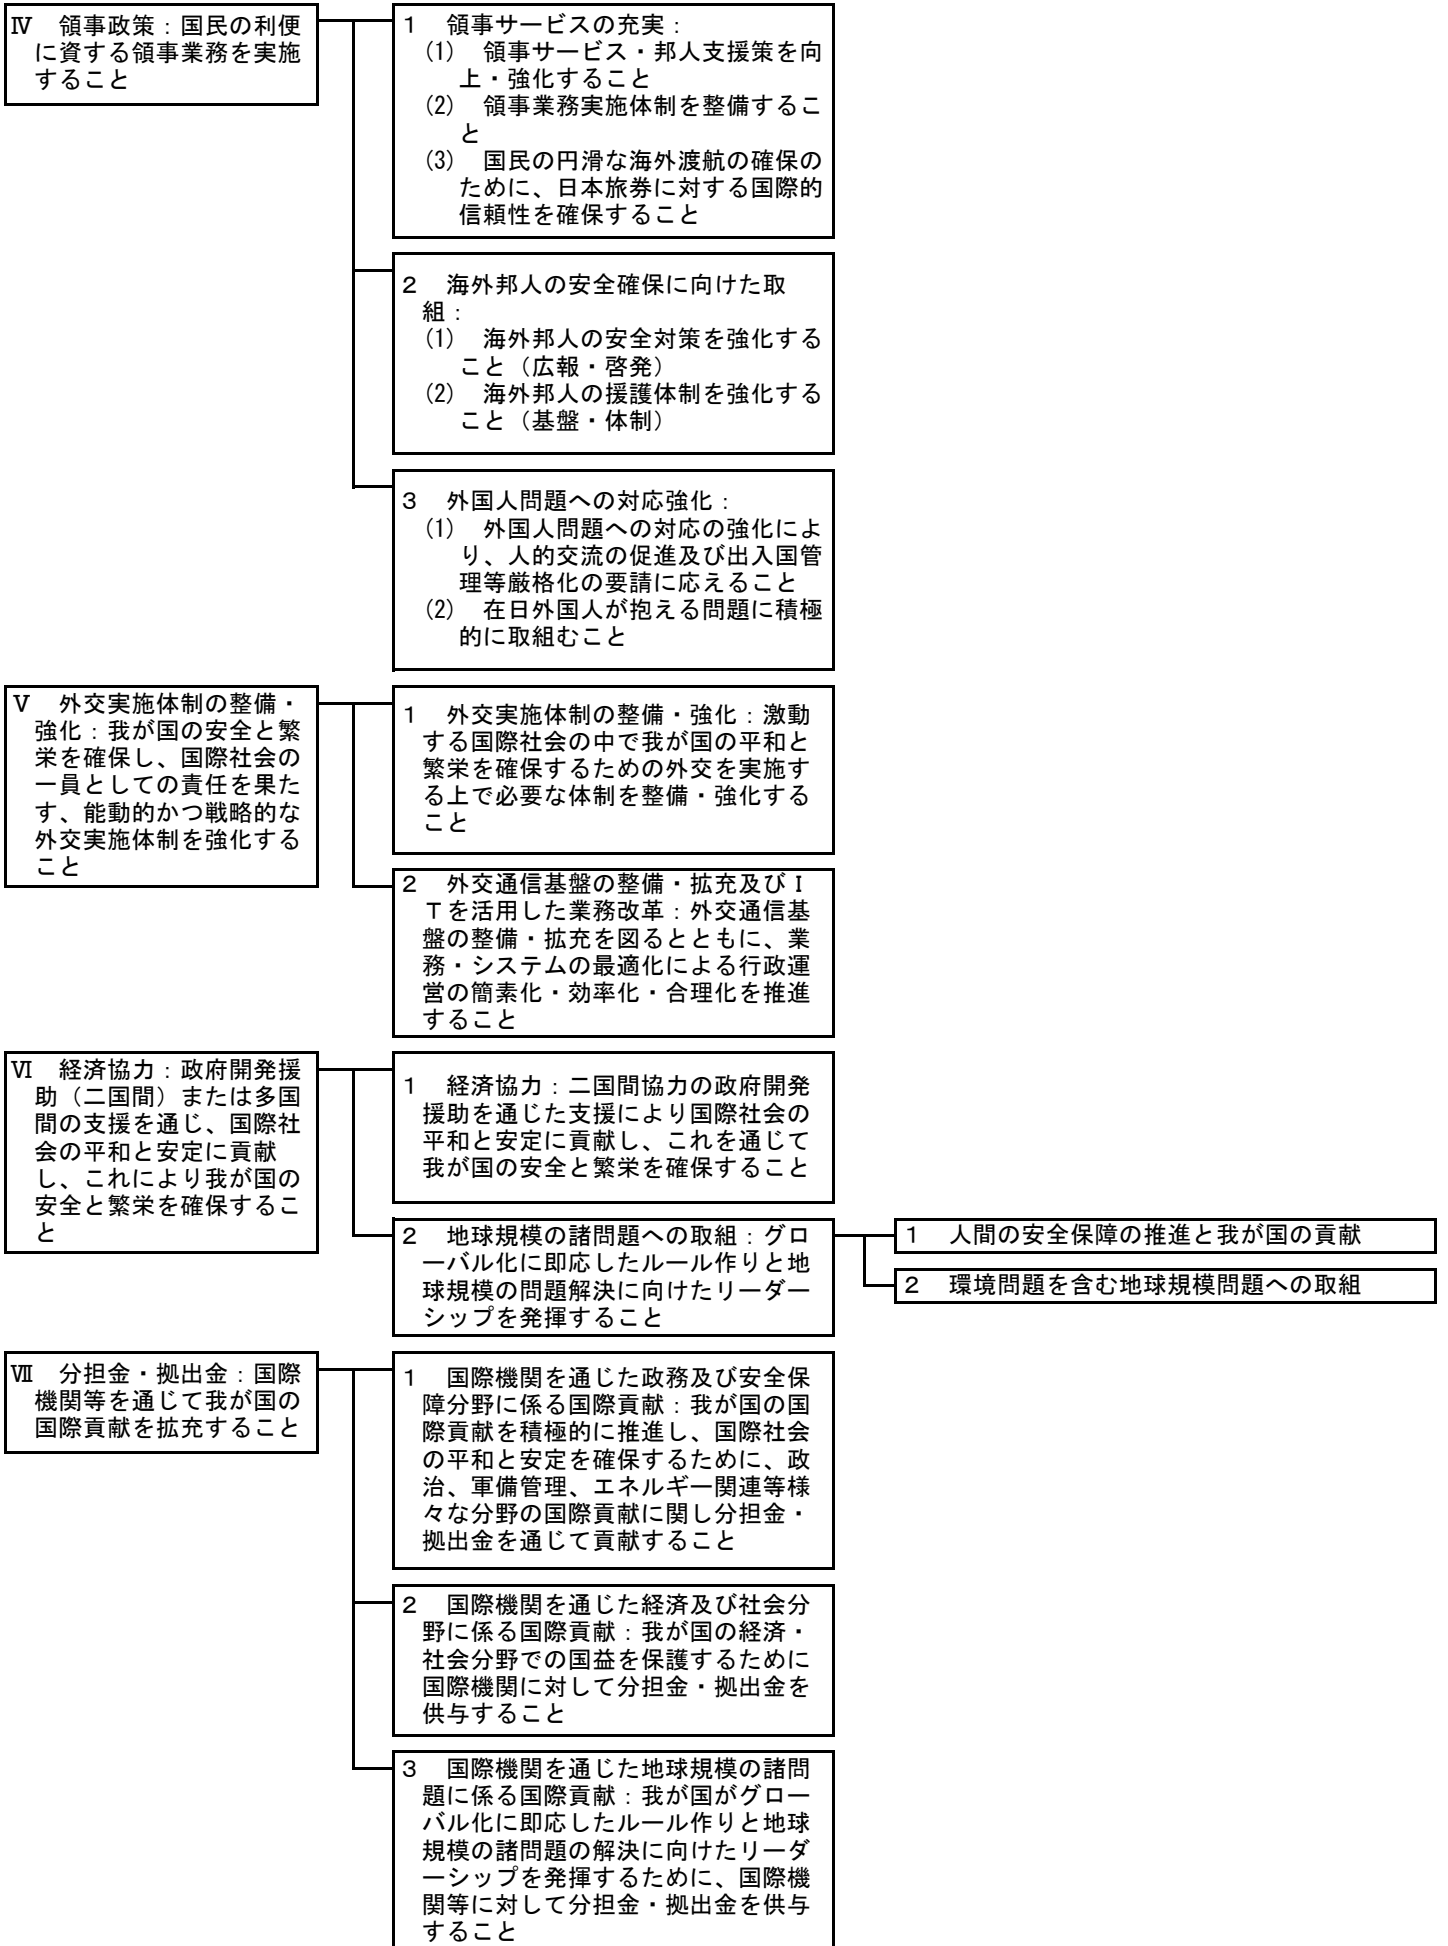 Ⅳ　領事政策：国民の利便
に資する領事業務を実施
すること
1　領事サービスの充実：
(1)　領事サービス・邦人支援策を向
上・強化すること
(2)　領事業務実施体制を整備するこ
と
(3)　国民の円滑な海外渡航の確保の
ために、日本旅券に対する国際的
信頼性を確保すること
2　海外邦人の安全確保に向けた取
組：
(1)　海外邦人の安全対策を強化する
こと（広報・啓発）
(2)　海外邦人の援護体制を強化する
こと（基盤・体制）
3　外国人問題への対応強化：
(1)　外国人問題への対応の強化によ
り、人的交流の促進及び出入国管
理等厳格化の要請に応えること
(2)　在日外国人が抱える問題に積極
的に取組むこと
Ⅴ　外交実施体制の整備・
強化：我が国の安全と繁
栄を確保し、国際社会の
一員としての責任を果た
す、能動的かつ戦略的な
外交実施体制を強化する
こと
1　外交実施体制の整備・強化：激動
する国際社会の中で我が国の平和と
繁栄を確保するための外交を実施す
る上で必要な体制を整備・強化する
こと
2　外交通信基盤の整備・拡充及びＩ
Ｔを活用した業務改革：外交通信基
盤の整備・拡充を図るとともに、業
務・システムの最適化による行政運
営の簡素化・効率化・合理化を推進
すること
Ⅵ　経済協力：政府開発援
助（二国間）または多国
間の支援を通じ、国際社
会の平和と安定に貢献
し、これにより我が国の
安全と繁栄を確保するこ
と
1　経済協力：二国間協力の政府開発
援助を通じた支援により国際社会の
平和と安定に貢献し、これを通じて
我が国の安全と繁栄を確保すること
2　地球規模の諸問題への取組：グロ
ーバル化に即応したルール作りと地
球規模の問題解決に向けたリーダー
シップを発揮すること
1　人間の安全保障の推進と我が国の貢献
2　環境問題を含む地球規模問題への取組
Ⅶ　分担金・拠出金：国際
機関等を通じて我が国の
国際貢献を拡充すること
1　国際機関を通じた政務及び安全保
障分野に係る国際貢献：我が国の国
際貢献を積極的に推進し、国際社会
の平和と安定を確保するために、政
治、軍備管理、エネルギー関連等様
々な分野の国際貢献に関し分担金・
拠出金を通じて貢献すること
2　国際機関を通じた経済及び社会分
野に係る国際貢献：我が国の経済・
社会分野での国益を保護するために
国際機関に対して分担金・拠出金を
供与すること
3　国際機関を通じた地球規模の諸問
題に係る国際貢献：我が国がグロー
バル化に即応したルール作りと地球
規模の諸問題の解決に向けたリーダ
ーシップを発揮するために、国際機
関等に対して分担金・拠出金を供与
すること